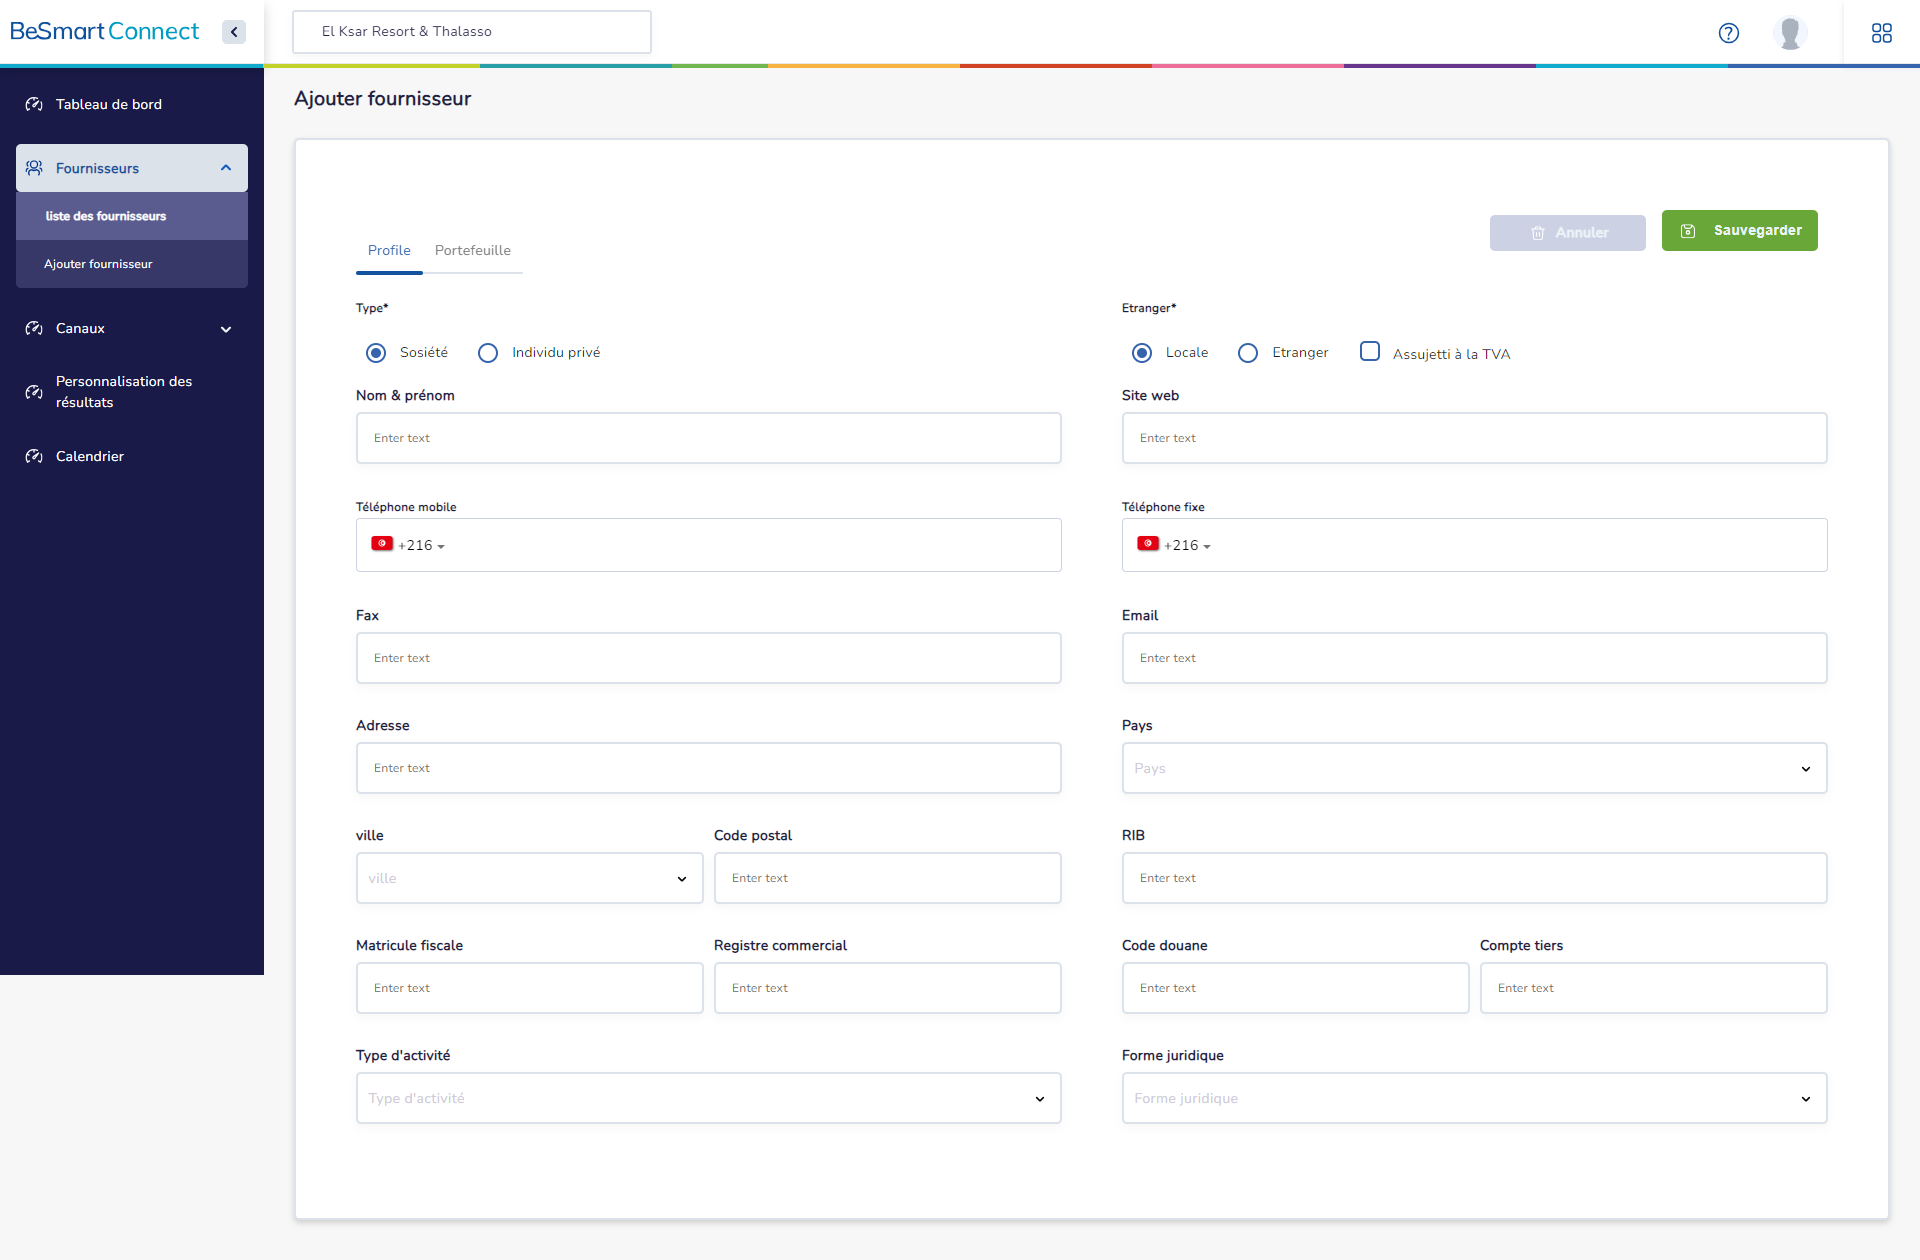 BeSmart Connect
El Ksar Resort & Thalasso
Tableau de bord
Fournisseurs
liste des fournisseurs
Ajouter fournisseur
Canaux
Personnalisation des
résultats
Calendrier
Ajouter fournisseur
Annuler
Sauvegarder
Profile
Portefeuille
Type*
Etranger*
Sosiété
Individu privé
Locale
Etranger
Assujetti à la TVA
Nom & prénom
Site web
Enter text
Enter text
Téléphone mobile
Téléphone fixe
+216
+216
Fax
Email
Enter text
Enter text
Adresse
Pays
Enter text
Pays
ville
Code postal
RIB
ville
Enter text
Enter text
Matricule fiscale
Registre commercial
Code douane
Compte tiers
Enter text
Enter text
Enter text
Enter text
Type d'activité
Forme juridique
Type d'activité
Forme juridique